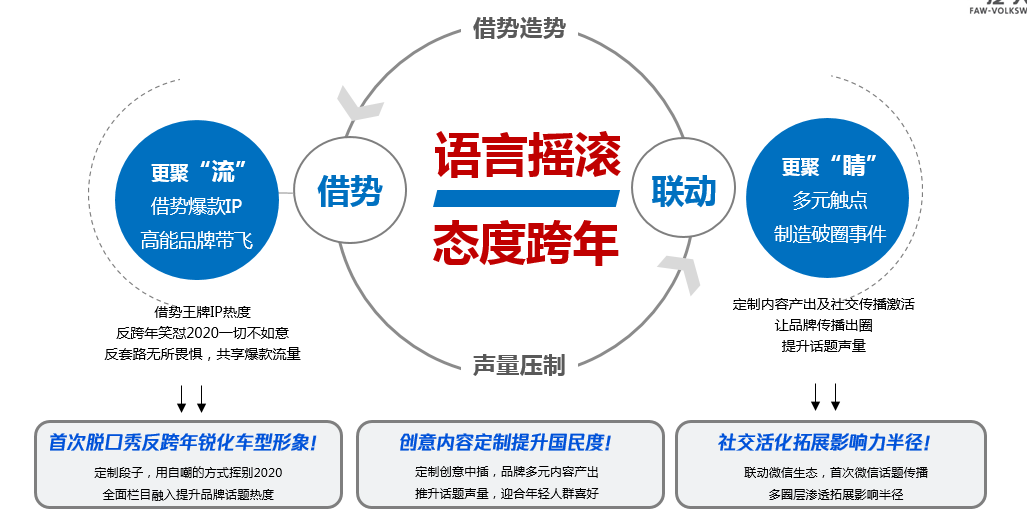 FAW-VOLKSW
借势造势
更聚“流”
借势爆款IP
高能品牌带飞
借势
语言摇滚
态度跨年
联动
更聚“睛”
多元触点
制造破圈事件
借势王牌IP热度
反跨年笑怼2020一切不如意
反套路无所畏惧，共享爆款流量
声量压制
定制内容产出及社交传播激活
让品牌传播出圈
提升话题声量
首次脱口秀反跨年锐化车型形象!
定制段子，用自嘲的方式挥别2020
全面栏目融入提升品牌话题热度
创意内容定制提升国民度!
定制创意中插，品牌多元内容产出
推升话题声量，迎合年轻人群喜好
社交活化拓展影响力半径!
联动微信生态，首次微信话题传播
多圈层渗透拓展影响半径